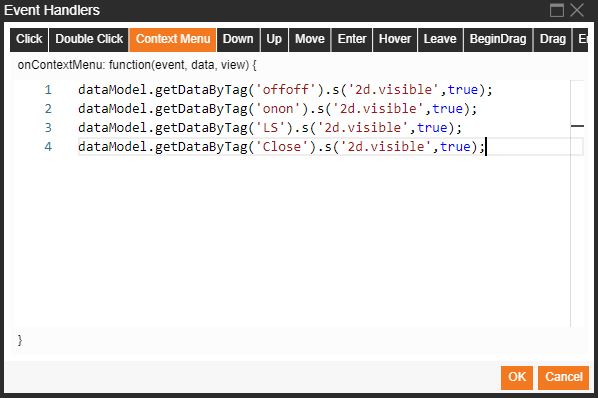 Event Handlers
Click Double Click Context Menu Down Up Move Enter Hover Leave BeginDrag Drag
onContextMenu: function(event, data, view) {
1 dataModel.getDataByTag('offoff').s('2d.visible',true);
2 dataModel.getDataByTag('onon').s('2d.visible',true);
3 dataModel.getDataByTag('LS').s('2d.visible',true);
4 dataModel.getDataByTag('Close').s('2d.visible',true);
}
OK Cancel